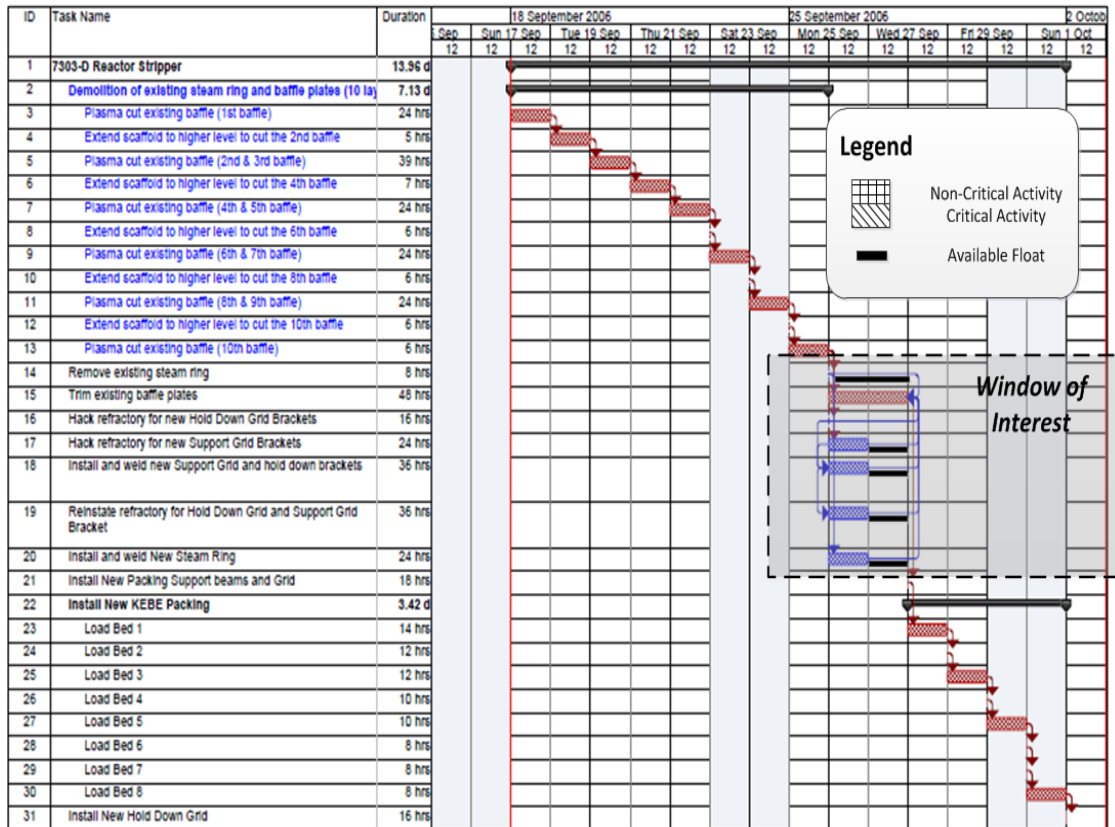 ID Task Name Duration 18 September 2006 25 September 2006 2 Octob
Sep Sun 17 Sep Tue 19 Sep Thu 21 Sep Sat 23 Sep Mon 25 Sep Wed 27 Sep Fri 29 Sep Sun 1 Oct
12 12 12 12 12 12 12 12 12 12 12 12 12 12 12 12 12
1 7303-D Reactor Stripper 13.96 d
2 Demolition of existing steam ring and baffle plates (10 lay 7.13 d
3 Plasma cut existing baffle (1st baffle) 24 hrs
4 Extend scaffold to higher level to cut the 2nd baffle 5 hrs
5 Plasma cut existing baffle (2nd & 3rd baffle) 39 hrs
6 Extend scaffold to higher level to cut the 4th baffle 7 hrs
7 Plasma cut existing baffle (4th & 5th baffle) 24 hrs
8 Extend scaffold to higher level to cut the 6th baffle 6 hrs
9 Plasma cut existing baffle (6th & 7th baffle) 24 hrs
10 Extend scaffold to higher level to cut the 8th baffle 6 hrs
11 Plasma cut existing baffle (8th & 9th baffle) 24 hrs
12 Extend scaffold to higher level to cut the 10th baffle 6 hrs
13 Plasma cut existing baffle (10th baffle) 6 hrs
14 Remove existing steam ring 8 hrs
15 Trim existing baffle plates 48 hrs
16 Hack refractory for new Hold Down Grid Brackets 16 hrs
17 Hack refractory for new Support Grid Brackets 24 hrs
18 Install and weld new Support Grid and hold down brackets 36 hrs
19 Reinstate refractory for Hold Down Grid and Support Grid 36 hrs
Bracket
20 Install and weld New Steam Ring 24 hrs
21 Install New Packing Support beams and Grid 18 hrs
22 Install New KEBE Packing 3.42 d
23 Load Bed 1 14 hrs
24 Load Bed 2 12 hrs
25 Load Bed 3 12 hrs
26 Load Bed 4 10 hrs
27 Load Bed 5 10 hrs
28 Load Bed 6 8 hrs
29 Load Bed 7 8 hrs
30 Load Bed 8 8 hrs
31 Install New Hold Down Grid 16 hrs
Legend
Non-Critical Activity
Critical Activity
Available Float
Window of
Interest